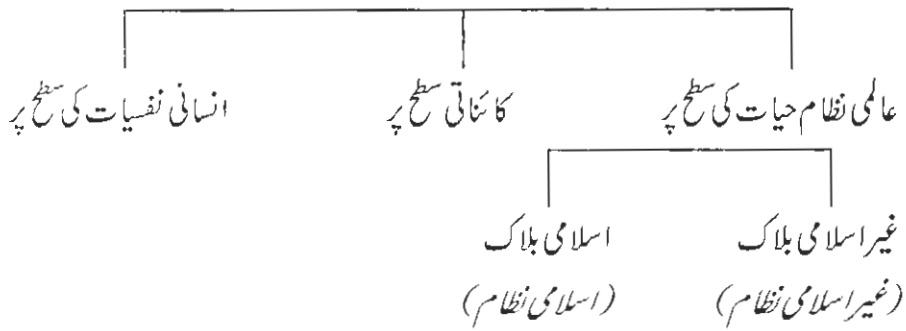 عالمی نظام حیات کی سطح پر کائناتی سطح پر انسانی نفسیات کی سطح پر
غیر اسلامی بلاک اسلامی بلاک
(غیر اسلامی نظام) (اسلامی نظام)